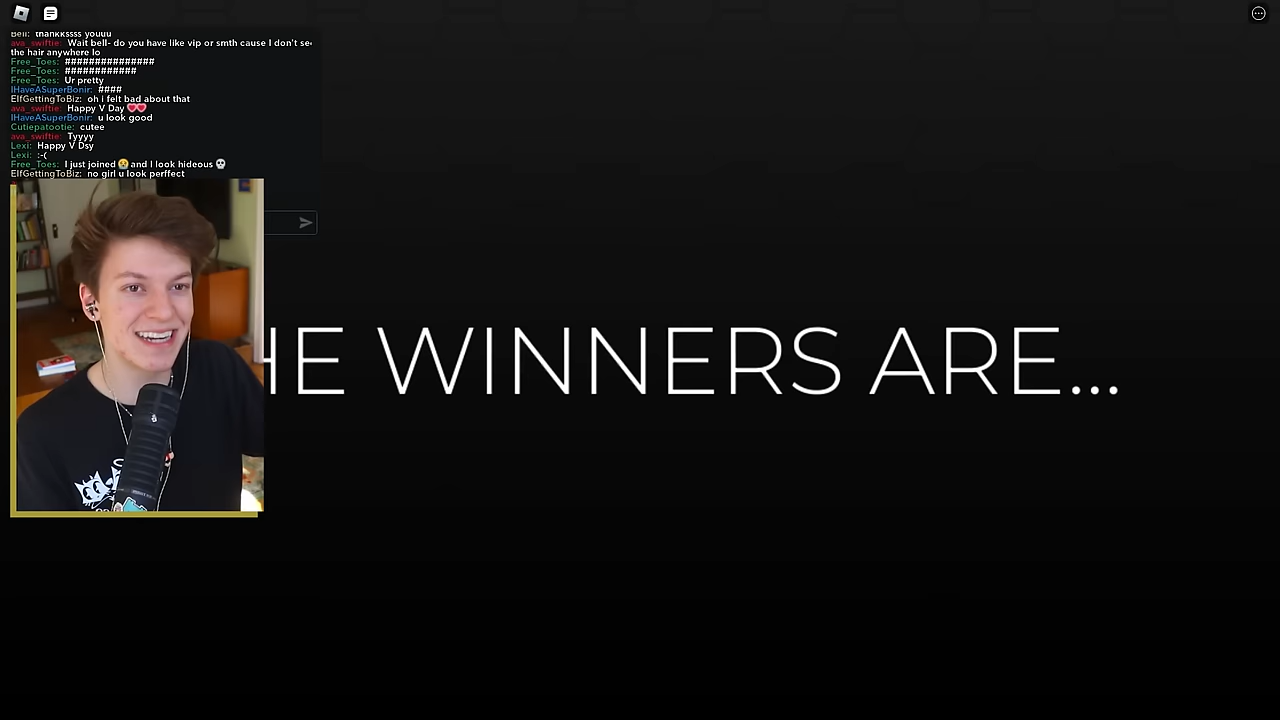 Bell: thankkssss youuu
ava_swiftie: Wait bell- do you have like vip or smth cause I don't se
the hair anywhere lo
Free_Toes: ###############
Free_Toes: ############
Free_Toes: Ur pretty
IHaveASuperBonir: ####
ElfGettingToBiz: oh i felt bad about that
ava_swiftie: Happy V Day ❤️❤️
IHaveASuperBonir: u look good
Cutiepatootie: cutee
ava_swiftie: Tyyyy
Lexi: Happy V Dsy
Lexi: :-(
Free_Toes: I just joined 😭 and I look hideous 💀
ElfGettingToBiz: no girl u look perffect
HE WINNERS ARE...